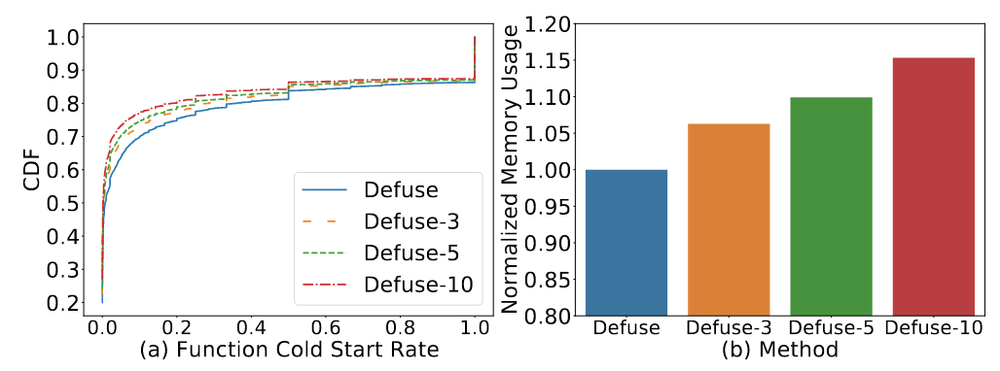 CDF
1.0
0.9
0.8
0.7
0.6
0.5
0.4
0.3
0.2
0.0 0.2 0.4 0.6 0.8 1.0
(a) Function Cold Start Rate
Defuse
Defuse-3
Defuse-5
Defuse-10
Normalized Memory Usage
1.20
1.15
1.10
1.05
1.00
0.95
0.90
0.85
0.80
Defuse Defuse-3 Defuse-5 Defuse-10
(b) Method